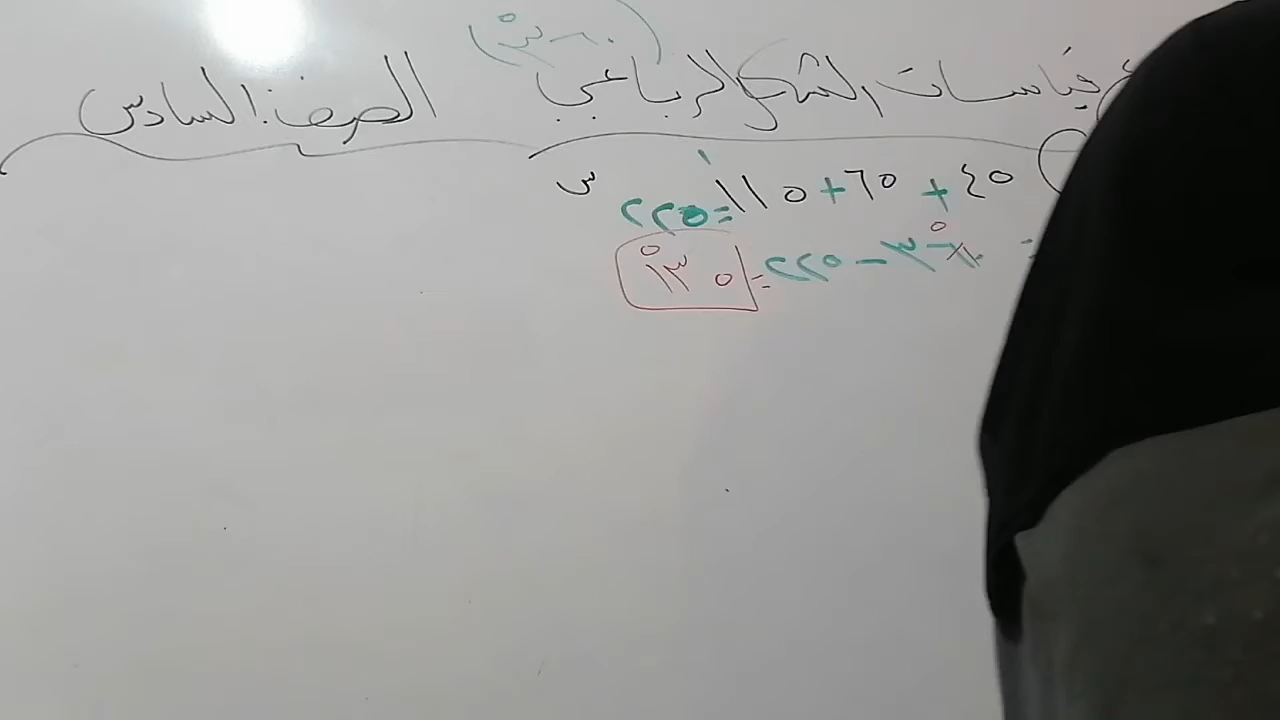 (٣٦٠°)
قياسات الشكل الرباعي الصف: السادس
٤٥ + ٦٥ + ١١٥ = ٢٢٥ س
٣٦٠° - ٢٢٥ = ١٣٥°